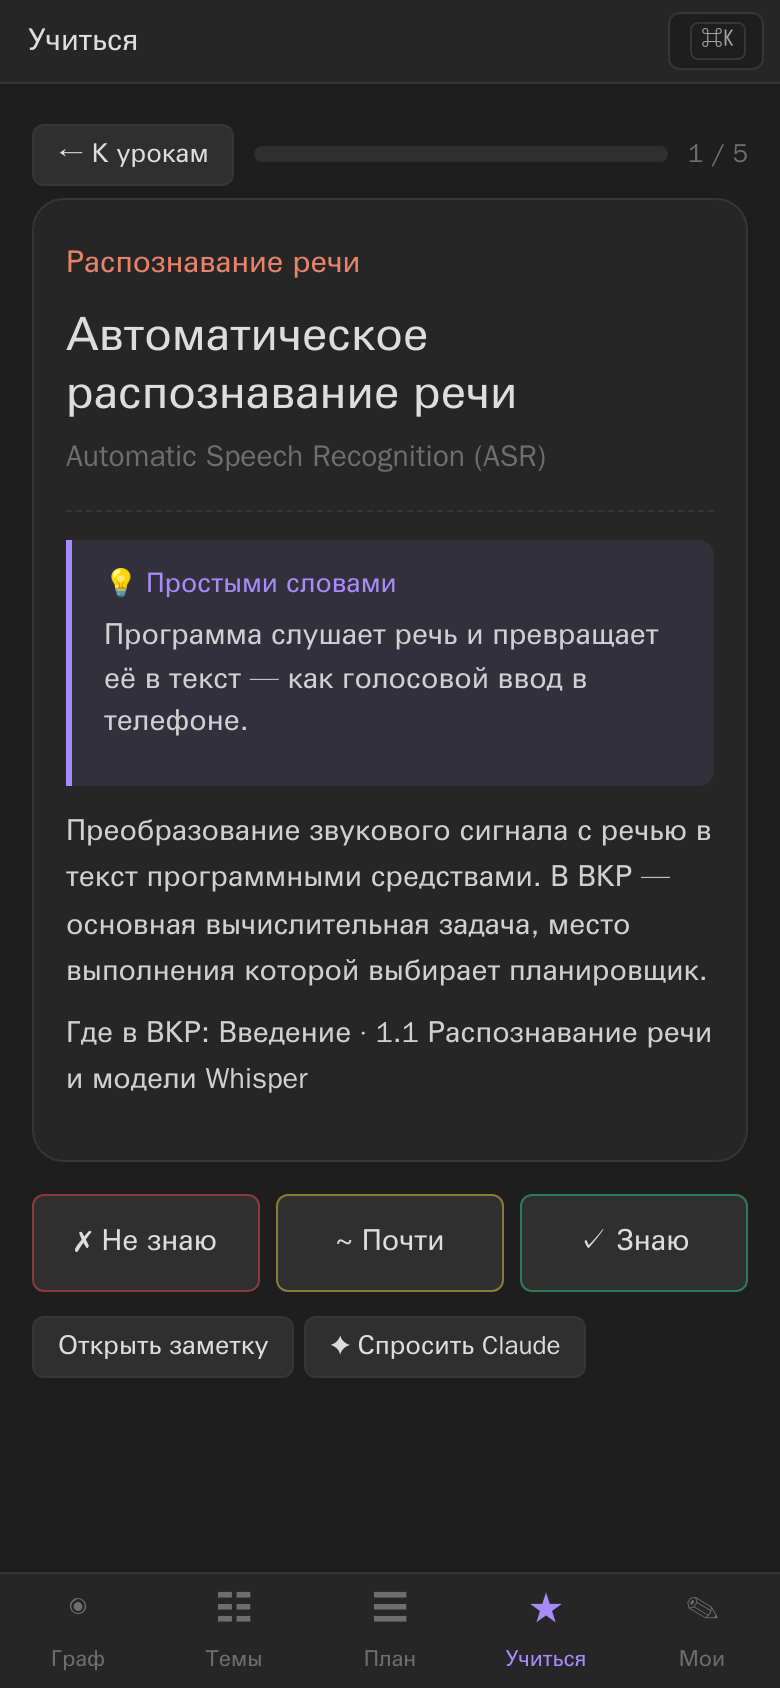 Учиться
⌘K
← К урокам
1 / 5
Распознавание речи
Автоматическое
распознавание речи
Automatic Speech Recognition (ASR)
💡 Простыми словами
Программа слушает речь и превращает
её в текст — как голосовой ввод в
телефоне.
Преобразование звукового сигнала с речью в
текст программными средствами. В ВКР —
основная вычислительная задача, место
выполнения которой выбирает планировщик.
Где в ВКР: Введение · 1.1 Распознавание речи
и модели Whisper
✗ Не знаю
~ Почти
✓ Знаю
Открыть заметку
✦ Спросить Claude
Граф
Темы
План
Учиться
Мои